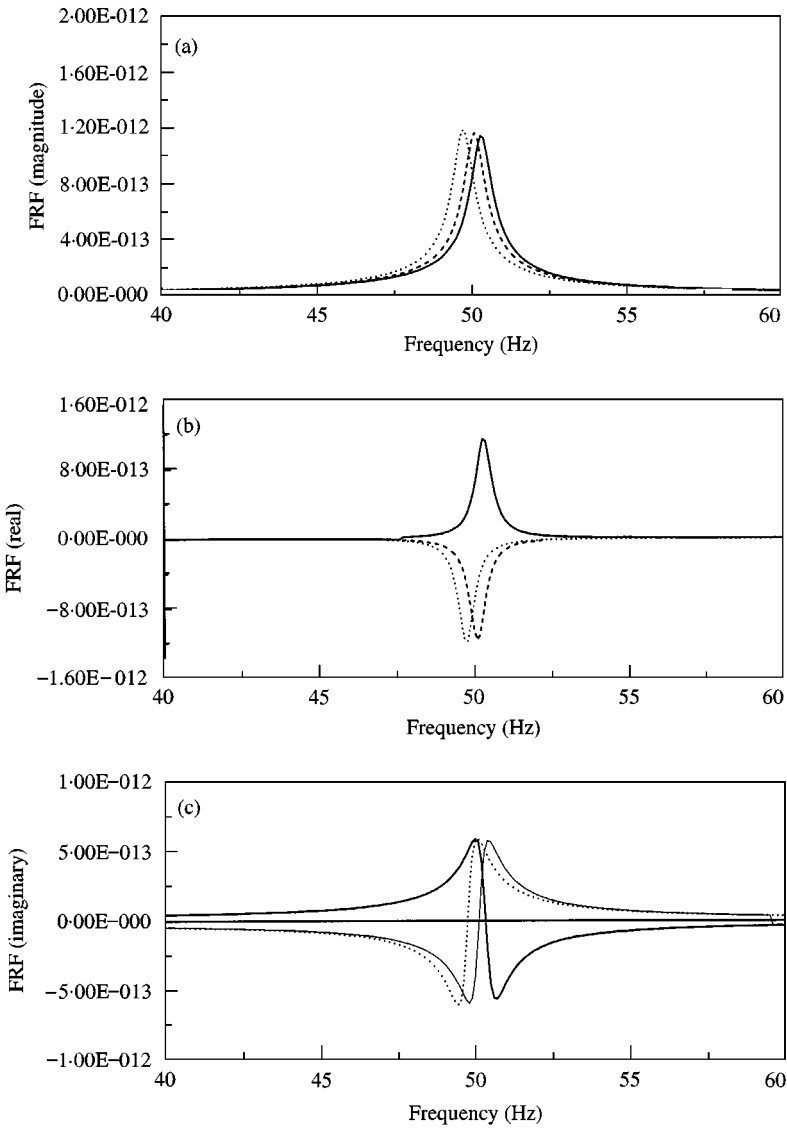 2·00E-012
(a)
1·60E-012
1·20E-012
8·00E-013
4·00E-013
0·00E-000
FRF (magnitude)
40 45 50 55 60
Frequency (Hz)
1·60E-012
(b)
8·00E-013
0·00E-000
−8·00E-013
−1.60E−012
FRF (real)
40 45 50 55 60
Frequency (Hz)
1·00E−012
(c)
5·00E−013
0·00E−000
−5·00E−013
−1·00E−012
FRF (imaginary)
40 45 50 55 60
Frequency (Hz)